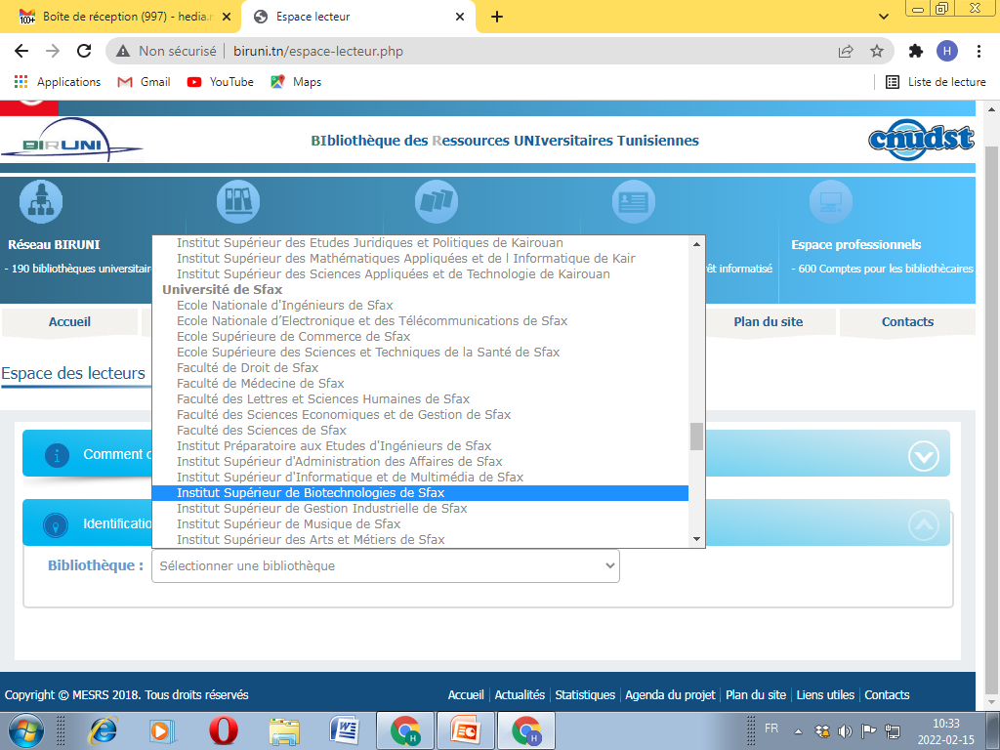 Boîte de réception (997) - hedia.r
Espace lecteur
Non sécurisé
biruni.tn/espace-lecteur.php
H
Applications
Gmail
YouTube
Maps
Liste de lecture
BIRUNI
BIbliothèque des Ressources UNIversitaires Tunisiennes
cnudst
Réseau BIRUNI
Espace professionnels
- 190 bibliothèques universitair
rêt informatisé
- 600 Comptes pour les bibliothécaires
Accueil
Plan du site
Contacts
Espace des lecteurs
Institut Supérieur des Etudes Juridiques et Politiques de Kairouan
Institut Supérieur des Mathématiques Appliquées et de l Informatique de Kair
Institut Supérieur des Sciences Appliquées et de Technologie de Kairouan
Université de Sfax
Ecole Nationale d'Ingénieurs de Sfax
Ecole Nationale d’Electronique et des Télécommunications de Sfax
Ecole Supérieure de Commerce de Sfax
Ecole Supérieure des Sciences et Techniques de la Santé de Sfax
Faculté de Droit de Sfax
Faculté de Médecine de Sfax
Faculté des Lettres et Sciences Humaines de Sfax
Faculté des Sciences Economiques et de Gestion de Sfax
Faculté des Sciences de Sfax
Institut Préparatoire aux Etudes d'Ingénieurs de Sfax
Institut Supérieur d'Administration des Affaires de Sfax
Institut Supérieur d'Informatique et de Multimédia de Sfax
Institut Supérieur de Biotechnologies de Sfax
Institut Supérieur de Gestion Industrielle de Sfax
Institut Supérieur de Musique de Sfax
Institut Supérieur des Arts et Métiers de Sfax
Comment c
Identificatio
Bibliothèque :
Sélectionner une bibliothèque
Copyright © MESRS 2018. Tous droits réservés
Accueil
Actualités
Statistiques
Agenda du projet
Plan du site
Liens utiles
Contacts
FR
10:33
2022-02-15